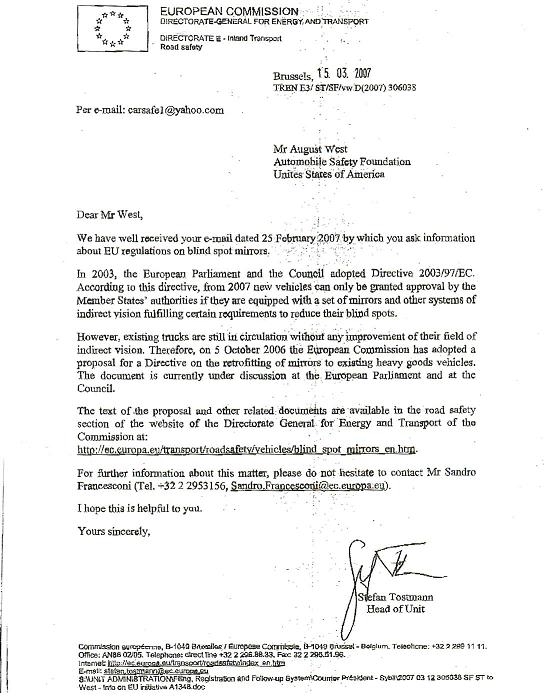 EUROPEAN COMMISSION
DIRECTORATE-GENERAL FOR ENERGY AND TRANSPORT
DIRECTORATE E - Inland Transport
Road safety
Brussels, 15. 03. 2007
TREN E3/ ST/SF/vw D(2007) 306038
Per e-mail: carsafe1@yahoo.com
Mr August West
Automobile Safety Foundation
Unites States of America
Dear Mr West,
We have well received your e-mail dated 25 February 2007 by which you ask information
about EU regulations on blind spot mirrors.
In 2003, the European Parliament and the Council adopted Directive 2003/97/EC.
According to this directive, from 2007 new vehicles can only be granted approval by the
Member States' authorities if they are equipped with a set of mirrors and other systems of
indirect vision fulfilling certain requirements to reduce their blind spots.
However, existing trucks are still in circulation without any improvement of their field of
indirect vision. Therefore, on 5 October 2006 the European Commission has adopted a
proposal for a Directive on the retrofitting of mirrors to existing heavy goods vehicles.
The document is currently under discussion at the European Parliament and at the
Council.
The text of the proposal and other related documents are available in the road safety
section of the website of the Directorate General for Energy and Transport of the
Commission at:
http://ec.europa.eu/transport/roadsafety/vehicles/blind_spot_mirrors_en.htm.
For further information about this matter, please do not hesitate to contact Mr Sandro
Francesconi (Tel. +32 2 2953156, Sandro.Francesconi@ec.europa.eu).
I hope this is helpful to you.
Yours sincerely,
Stefan Tostmann
Head of Unit
Commission européenne, B-1049 Bruxelles / Europese Commissie, B-1049 Brussel - Belgium. Telephone: +32 2 299 11 11.
Office: AN88 02/05. Telephone: direct line +32 2 296.88.33. Fax: 32 2 296.51.96.
Internet: http://ec.europa.eu/transport/roadsafety/index_en.htm
E-mail: stefan.tostmann@ec.europa.eu
S:\UNIT ADMINISTRATION\Filing, Registration and Follow-up System\Courrier Président - Sybil\2007 03 12 306038 SF ST to
West - Info on EU initiative A1348.doc